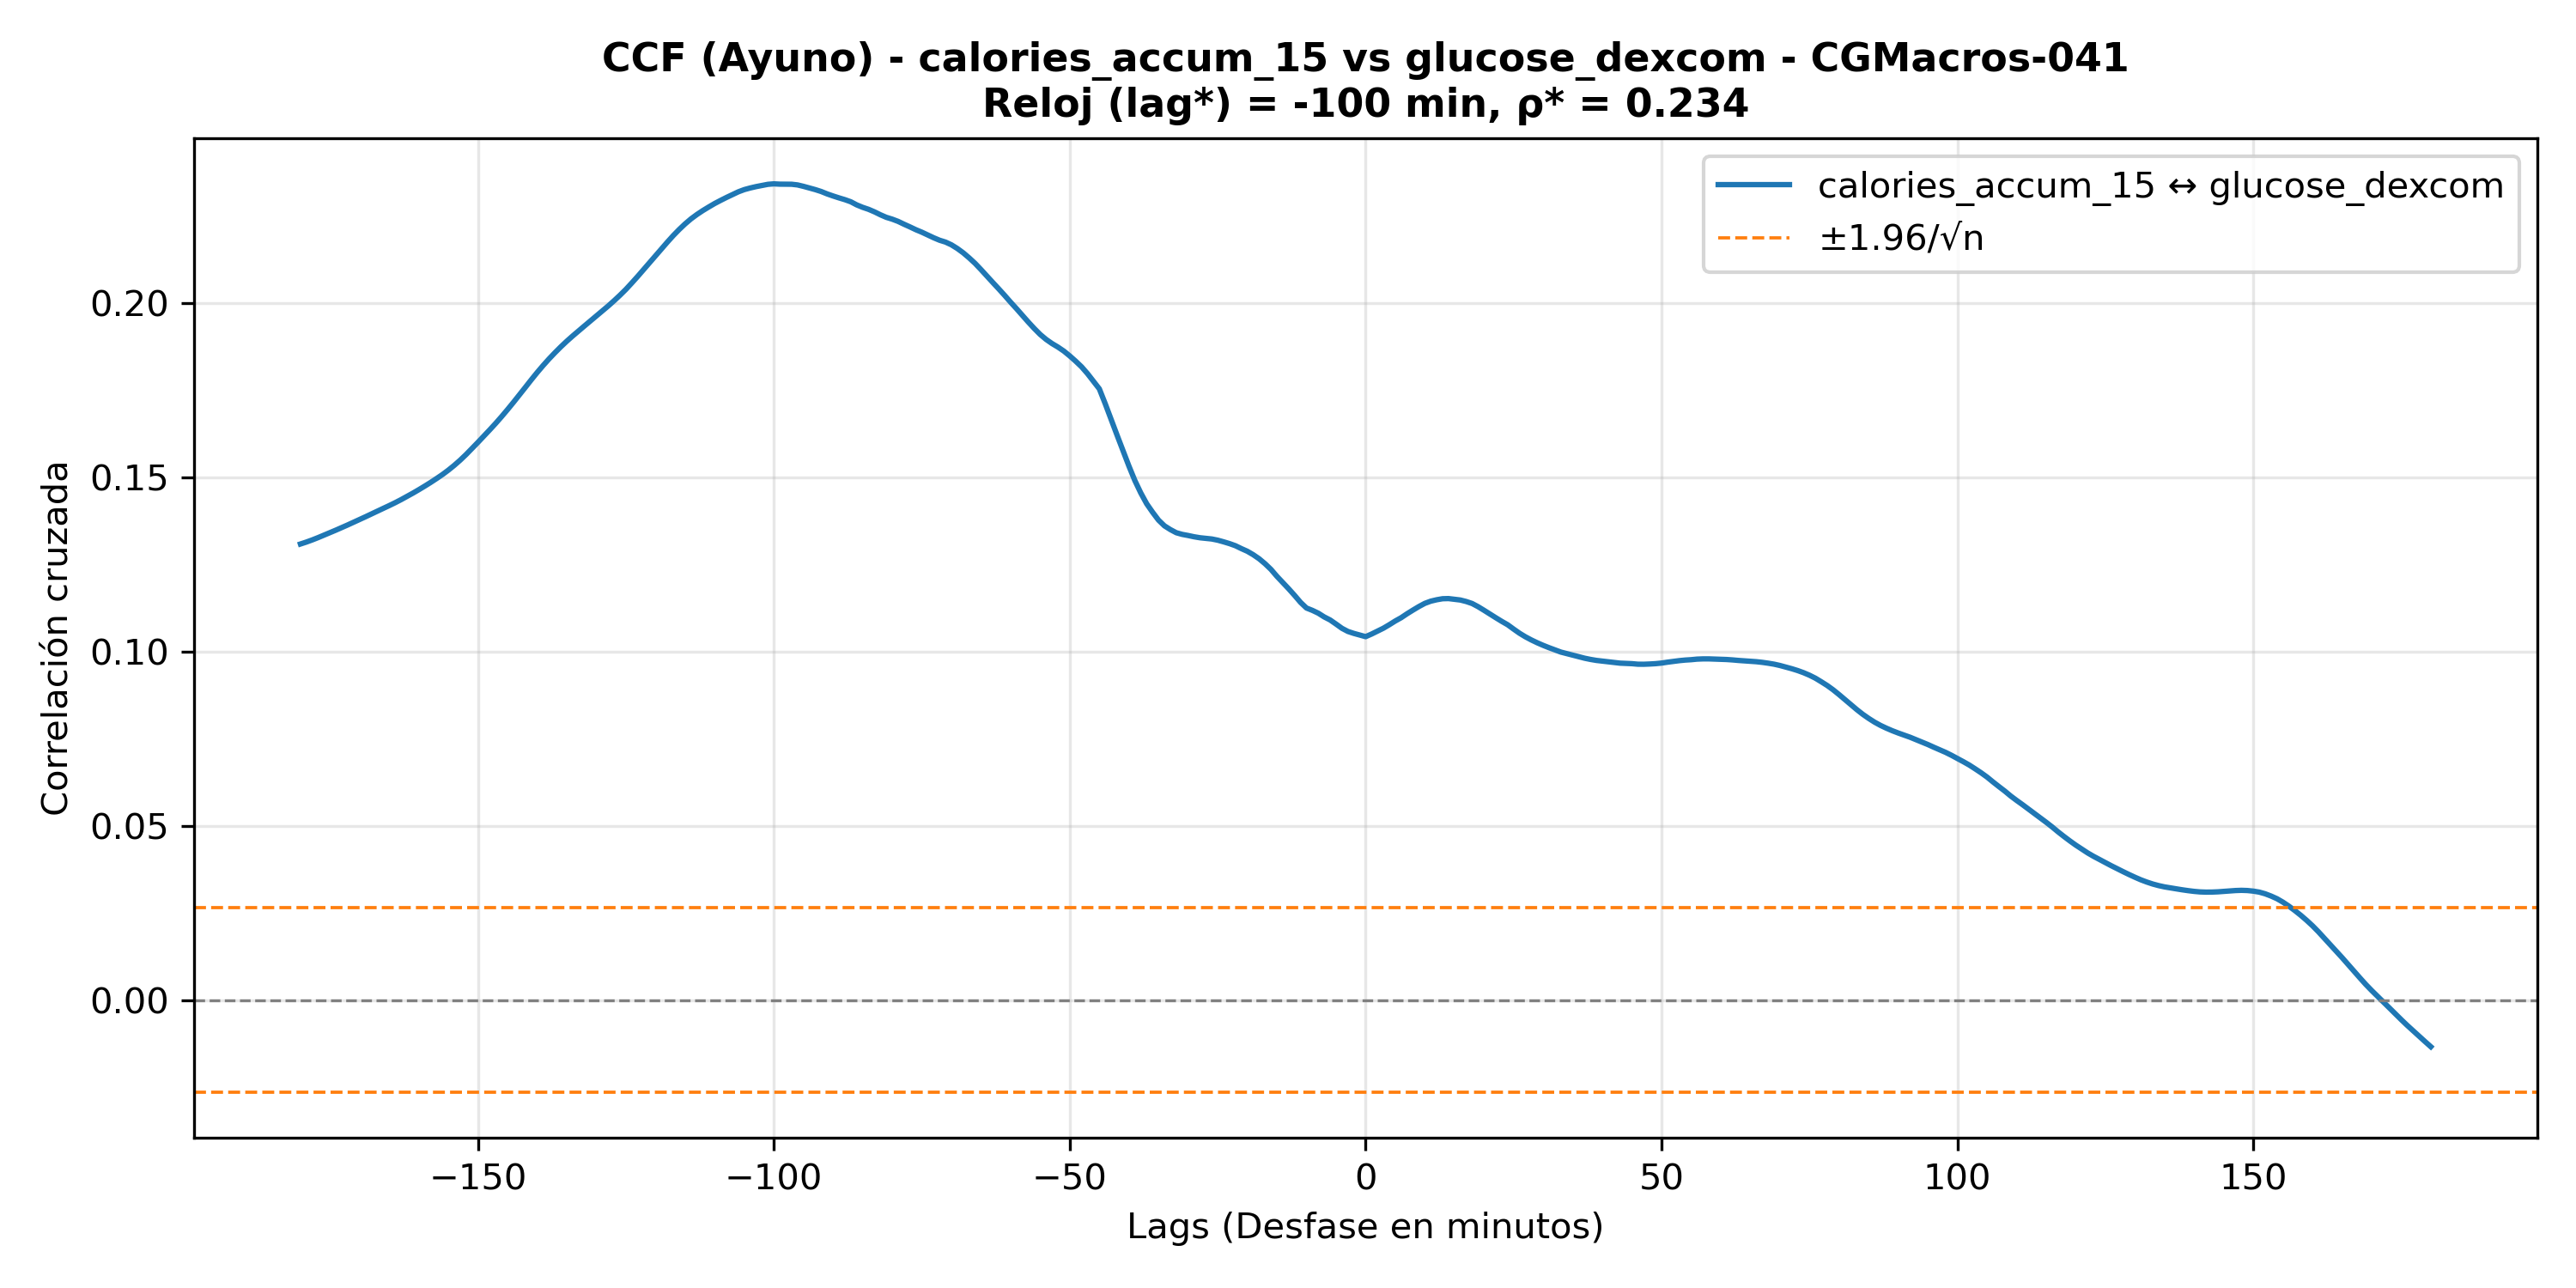 CCF (Ayuno) - calories_accum_15 vs glucose_dexcom - CGMacros-041
Reloj (lag*) = -100 min, ρ* = 0.234
calories_accum_15 ↔ glucose_dexcom
±1.96/√n
Correlación cruzada
0.20
0.15
0.10
0.05
0.00
−150
−100
−50
0
50
100
150
Lags (Desfase en minutos)